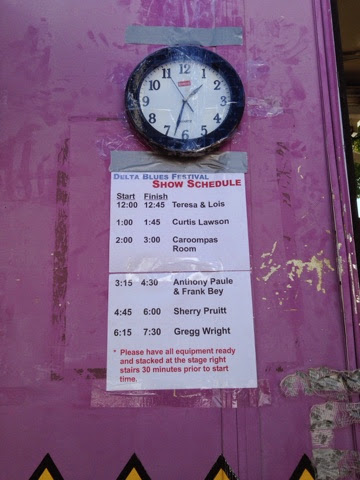 12
11 1
10 2
9 3
8 4
7 5
6
QUARTZ
DELTA BLUES FESTIVAL
SHOW SCHEDULE
Start Finish
12:00 12:45 Teresa & Lois
1:00 1:45 Curtis Lawson
2:00 3:00 Caroompas
Room
3:15 4:30 Anthony Paule
& Frank Bey
4:45 6:00 Sherry Pruitt
6:15 7:30 Gregg Wright
* Please have all equipment ready
and stacked at the stage right
stairs 30 minutes prior to start
time.